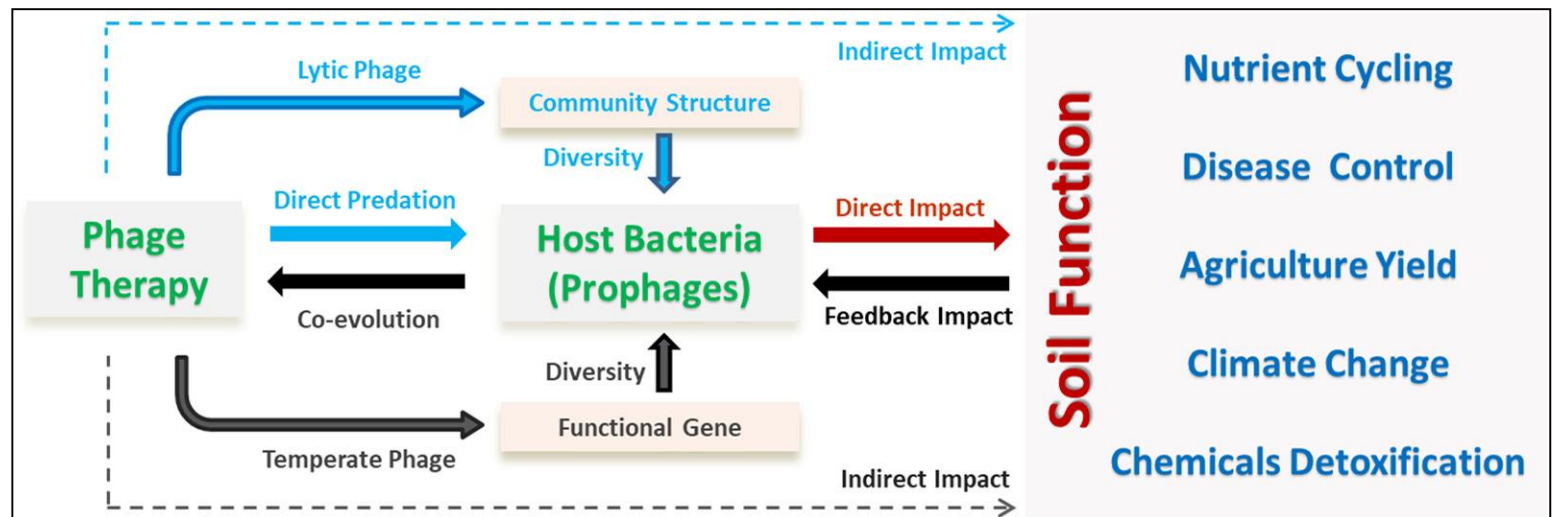 Indirect Impact
Lytic Phage
Community Structure
Diversity
Direct Predation
Phage
Therapy
Host Bacteria
(Prophages)
Direct Impact
Co-evolution
Feedback Impact
Diversity
Functional Gene
Temperate Phage
Indirect Impact
Soil Function
Nutrient Cycling
Disease Control
Agriculture Yield
Climate Change
Chemicals Detoxification